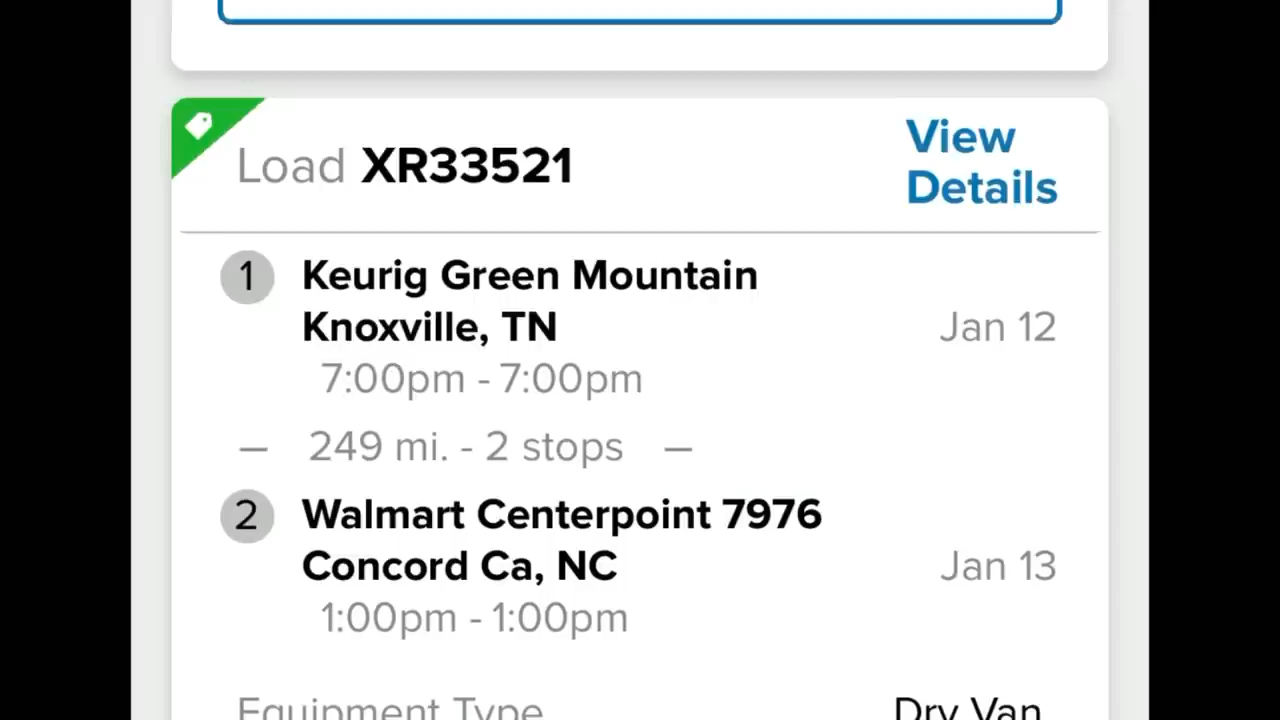 Load XR33521
View
Details
1 Keurig Green Mountain
Knoxville, TN
Jan 12
7:00pm - 7:00pm
– 249 mi. - 2 stops –
2 Walmart Centerpoint 7976
Concord Ca, NC
Jan 13
1:00pm - 1:00pm
Equipment Type
Dry Van